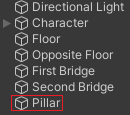 Directional Light
Character
Floor
Opposite Floor
First Bridge
Second Bridge
Pillar